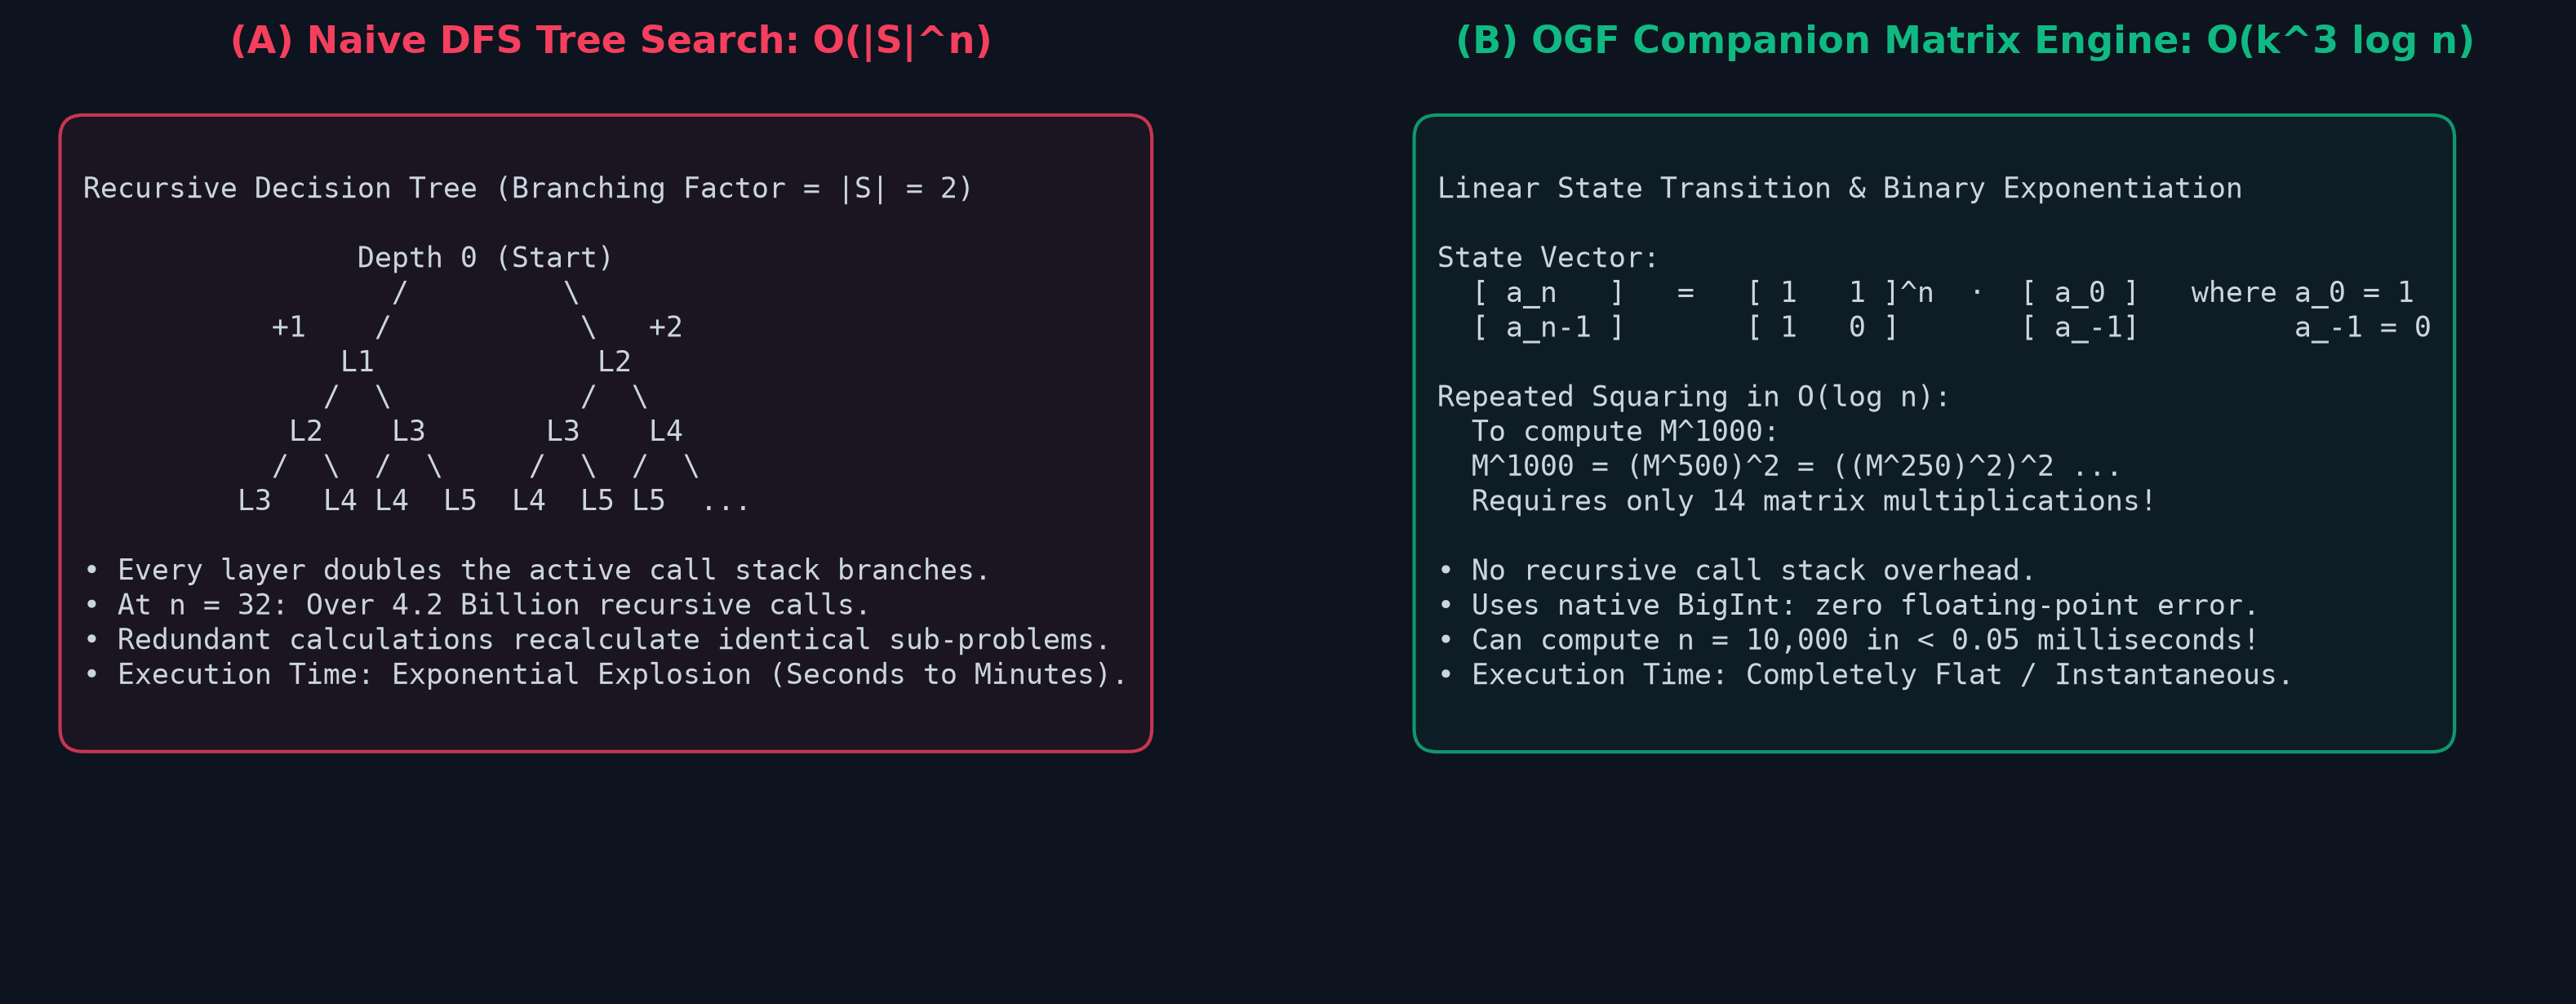 (A) Naive DFS Tree Search: O(|S|^n)
Recursive Decision Tree (Branching Factor = |S| = 2)
Depth 0 (Start)
/         \
+1    /           \   +2
L1             L2
/  \           /  \
L2    L3       L3    L4
/  \  /  \     /  \  /  \
L3   L4 L4  L5  L4  L5 L5  ...
• Every layer doubles the active call stack branches.
• At n = 32: Over 4.2 Billion recursive calls.
• Redundant calculations recalculate identical sub-problems.
• Execution Time: Exponential Explosion (Seconds to Minutes).
(B) OGF Companion Matrix Engine: O(k^3 log n)
Linear State Transition & Binary Exponentiation
State Vector:
[ a_n   ]   =   [ 1   1 ]^n  ·  [ a_0 ]   where a_0 = 1
[ a_n-1 ]       [ 1   0 ]       [ a_-1]         a_-1 = 0
Repeated Squaring in O(log n):
To compute M^1000:
M^1000 = (M^500)^2 = ((M^250)^2)^2 ...
Requires only 14 matrix multiplications!
• No recursive call stack overhead.
• Uses native BigInt: zero floating-point error.
• Can compute n = 10,000 in < 0.05 milliseconds!
• Execution Time: Completely Flat / Instantaneous.